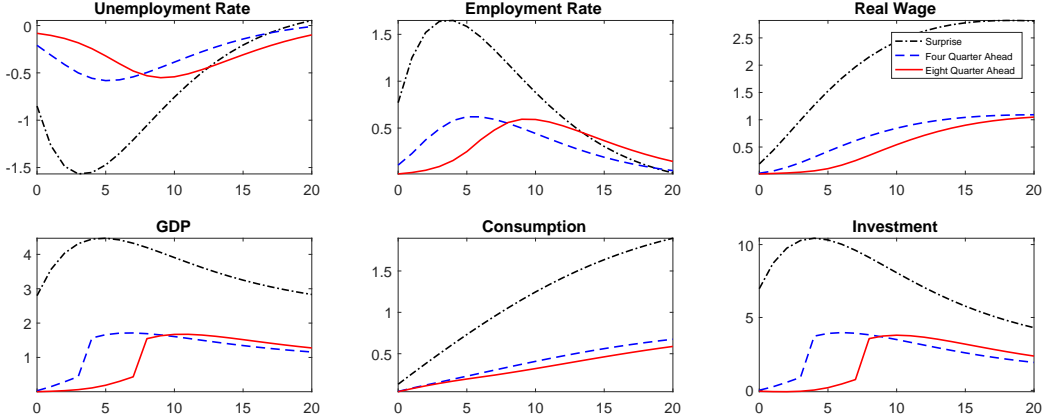 Unemployment Rate
0
-0.5
-1
-1.5
0 5 10 15 20
Employment Rate
1.5
1
0.5
0 5 10 15 20
Real Wage
2.5
2
1.5
1
0.5
0 5 10 15 20
Surprise
Four Quarter Ahead
Eight Quarter Ahead
GDP
4
3
2
1
0 5 10 15 20
Consumption
1.5
1
0.5
0 5 10 15 20
Investment
10
5
0
0 5 10 15 20